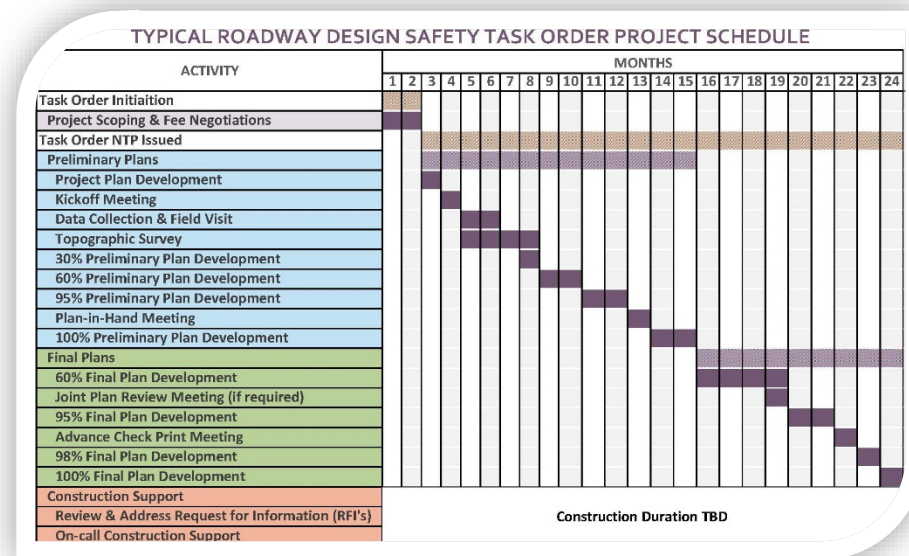 TYPICAL ROADWAY DESIGN SAFETY TASK ORDER PROJECT SCHEDULE
ACTIVITY
MONTHS
1 2 3 4 5 6 7 8 9 10 11 12 13 14 15 16 17 18 19 20 21 22 23 24
Task Order Initiaition
Project Scoping & Fee Negotiations
Task Order NTP Issued
Preliminary Plans
Project Plan Development
Kickoff Meeting
Data Collection & Field Visit
Topographic Survey
30% Preliminary Plan Development
60% Preliminary Plan Development
95% Preliminary Plan Development
Plan-in-Hand Meeting
100% Preliminary Plan Development
Final Plans
60% Final Plan Development
Joint Plan Review Meeting (if required)
95% Final Plan Development
Advance Check Print Meeting
98% Final Plan Development
100% Final Plan Development
Construction Support
Review & Address Request for Information (RFI's)
On-call Construction Support
Construction Duration TBD